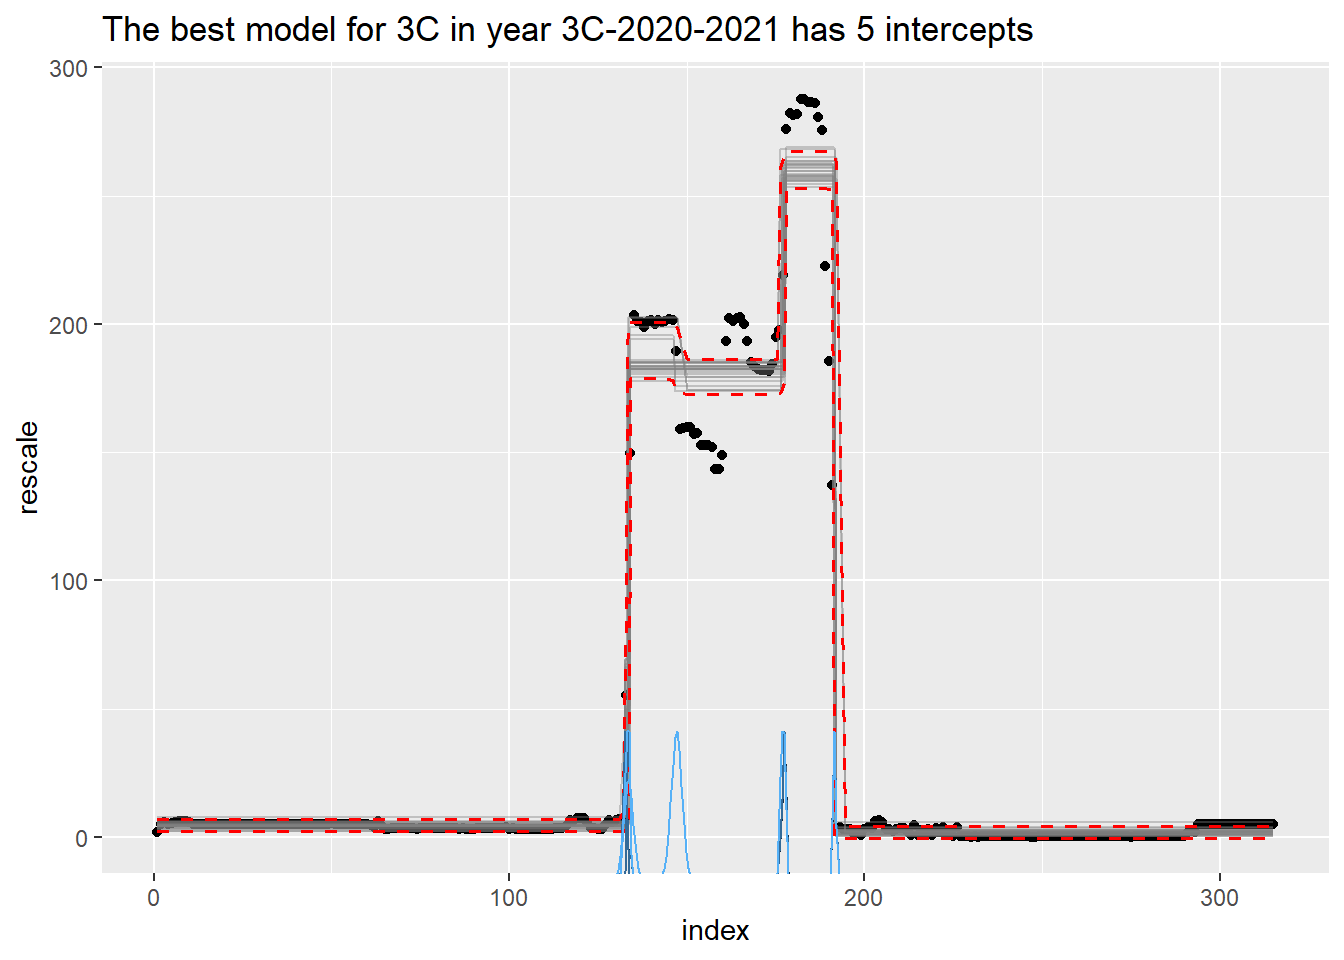 The best model for 3C in year 3C-2020-2021 has 5 intercepts
300
200
100
0
rescale
0
100
200
300
index